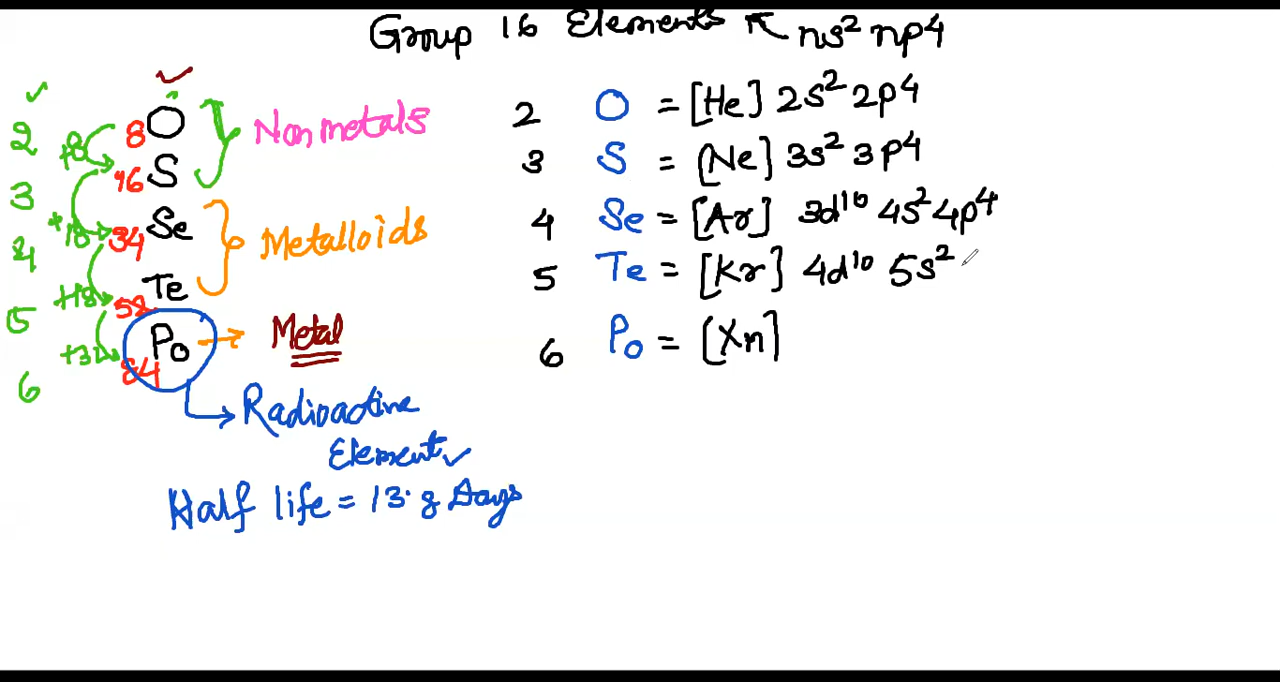 Group 16 Elements ns² np⁴
2 +8 8 O Nonmetals
3 16 S
4 +18 34 Se Metalloids
5 +18 52 Te
6 +32 84 Po → Metal
Radioactive
Element
Half life = 13.8 Days
2 O = [He] 2s² 2p⁴
3 S = [Ne] 3s² 3p⁴
4 Se = [Ar] 3d¹⁰ 4s² 4p⁴
5 Te = [Kr] 4d¹⁰ 5s²
6 Po = [Xn]